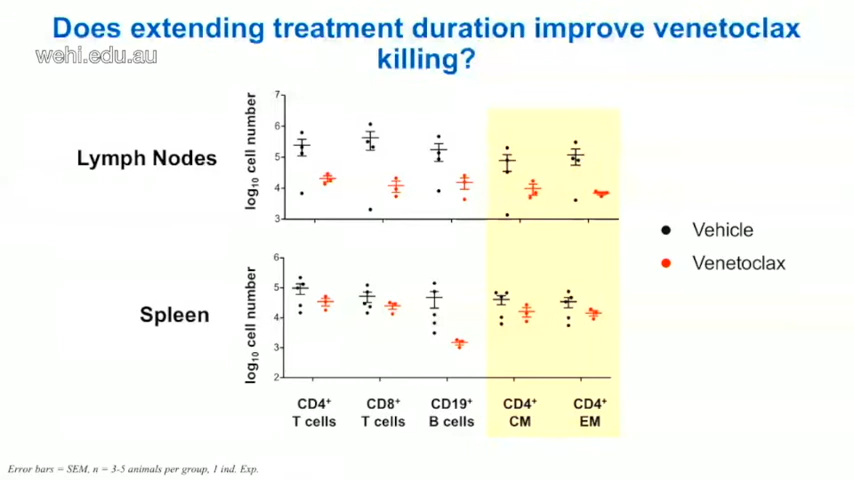 Does extending treatment duration improve venetoclax
killing?
wehi.edu.au
Lymph Nodes
log10 cell number
7
6
5
4
3
Vehicle
Venetoclax
Spleen
log10 cell number
6
5
4
3
2
CD4+ T cells
CD8+ T cells
CD19+ B cells
CD4+ CM
CD4+ EM
Error bars = SEM, n = 3-5 animals per group, 1 ind. Exp.